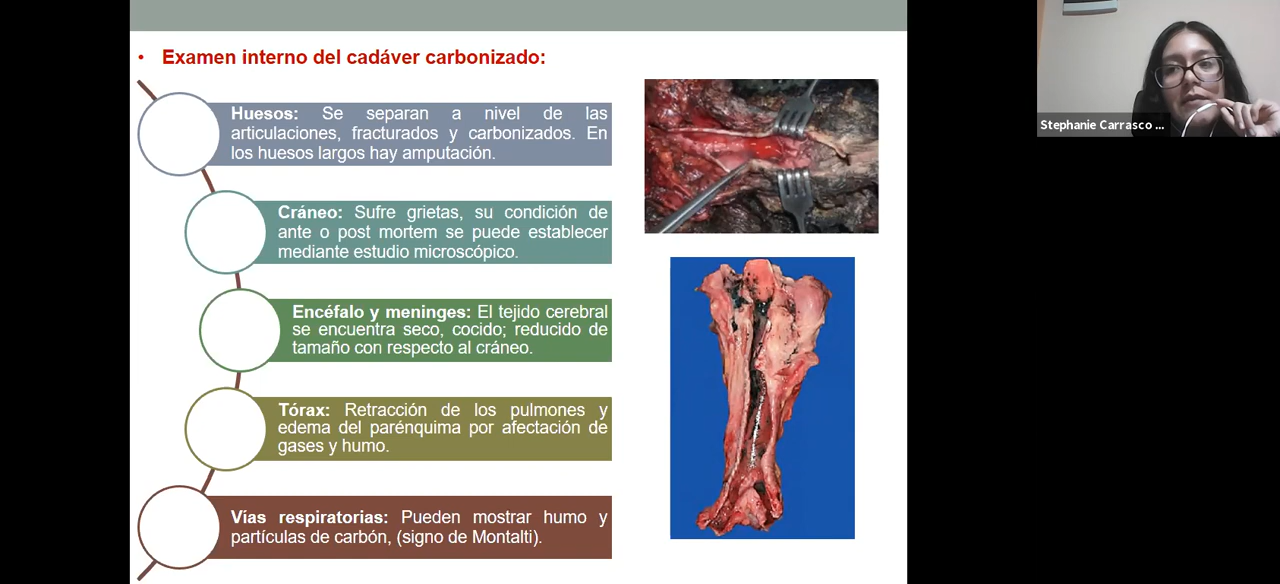 • Examen interno del cadáver carbonizado:
Huesos: Se separan a nivel de las
articulaciones, fracturados y carbonizados. En
los huesos largos hay amputación.
Cráneo: Sufre grietas, su condición de
ante o post mortem se puede establecer
mediante estudio microscópico.
Encéfalo y meninges: El tejido cerebral
se encuentra seco, cocido; reducido de
tamaño con respecto al cráneo.
Tórax: Retracción de los pulmones y
edema del parénquima por afectación de
gases y humo.
Vías respiratorias: Pueden mostrar humo y
partículas de carbón, (signo de Montalti).
Stephanie Carrasco ...